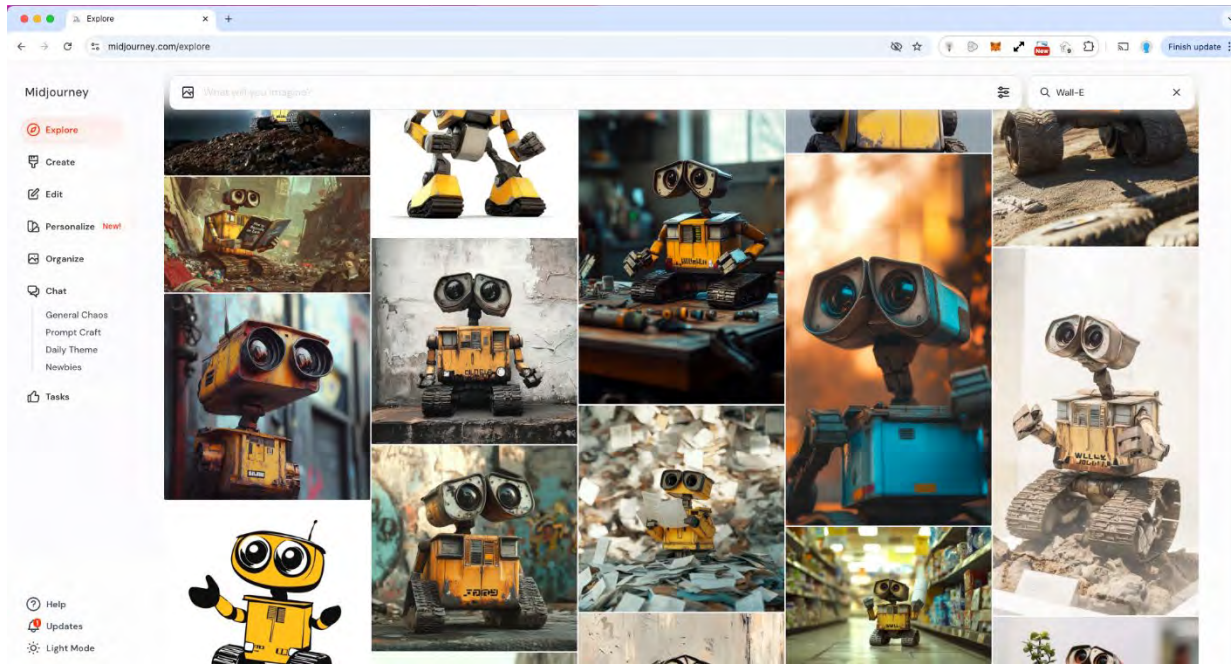 Explore
midjourney.com/explore
New
Finish update
Midjourney
What will you imagine?
Wall-E
Explore
Create
Edit
Personalize New!
Organize
Chat
General Chaos
Prompt Craft
Daily Theme
Newbies
Tasks
Help
Updates
Light Mode